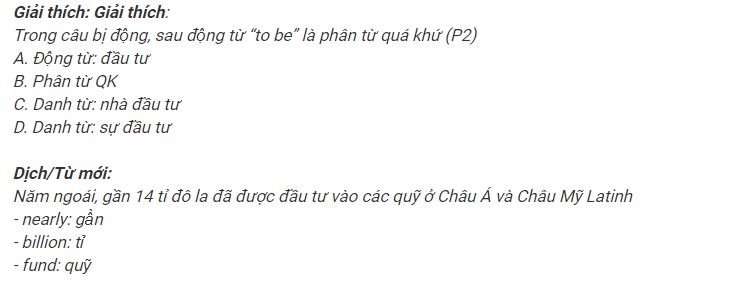 Giải thích: Giải thích:
Trong câu bị động, sau động từ “to be” là phân từ quá khứ (P2)
A. Động từ: đầu tư
B. Phân từ QK
C. Danh từ: nhà đầu tư
D. Danh từ: sự đầu tư
Dịch/Từ mới:
Năm ngoái, gần 14 tỉ đô la đã được đầu tư vào các quỹ ở Châu Á và Châu Mỹ Latinh
- nearly: gần
- billion: tỉ
- fund: quỹ